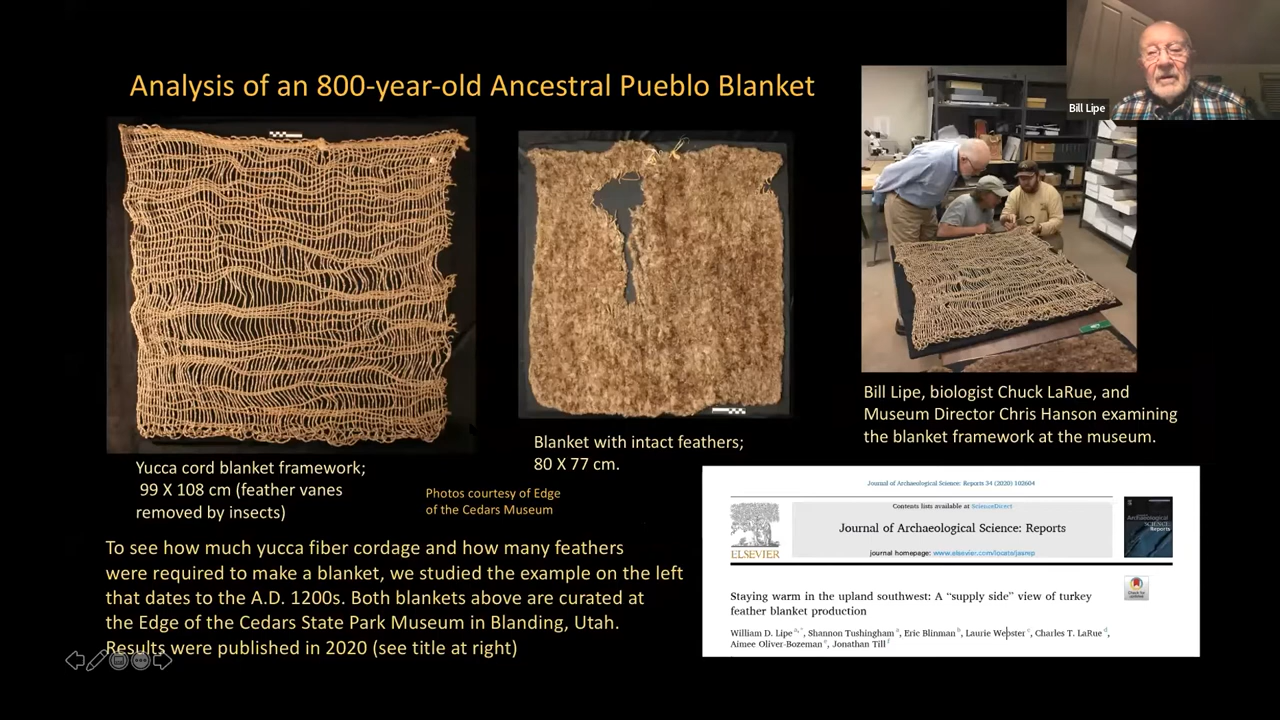 Bill Lipe
Analysis of an 800-year-old Ancestral Pueblo Blanket
Yucca cord blanket framework;
99 X 108 cm (feather vanes
removed by insects)
Blanket with intact feathers;
80 X 77 cm.
Photos courtesy of Edge
of the Cedars Museum
Bill Lipe, biologist Chuck LaRue, and
Museum Director Chris Hanson examining
the blanket framework at the museum.
To see how much yucca fiber cordage and how many feathers
were required to make a blanket, we studied the example on the left
that dates to the A.D. 1200s. Both blankets above are curated at
the Edge of the Cedars State Park Museum in Blanding, Utah.
Results were published in 2020 (see title at right)
Journal of Archaeological Science: Reports 34 (2020) 102604
Contents lists available at ScienceDirect
Journal of Archaeological Science: Reports
journal homepage: www.elsevier.com/locate/jasrep
ELSEVIER
Archaeological
SCIENCE
Reports
Check for
updates
Staying warm in the upland southwest: A “supply side” view of turkey
feather blanket production
William D. Lipe a,*, Shannon Tushingham a, Eric Blinman b, Laurie Webster c, Charles T. LaRue d,
Aimee Oliver-Bozeman e, Jonathan Till f